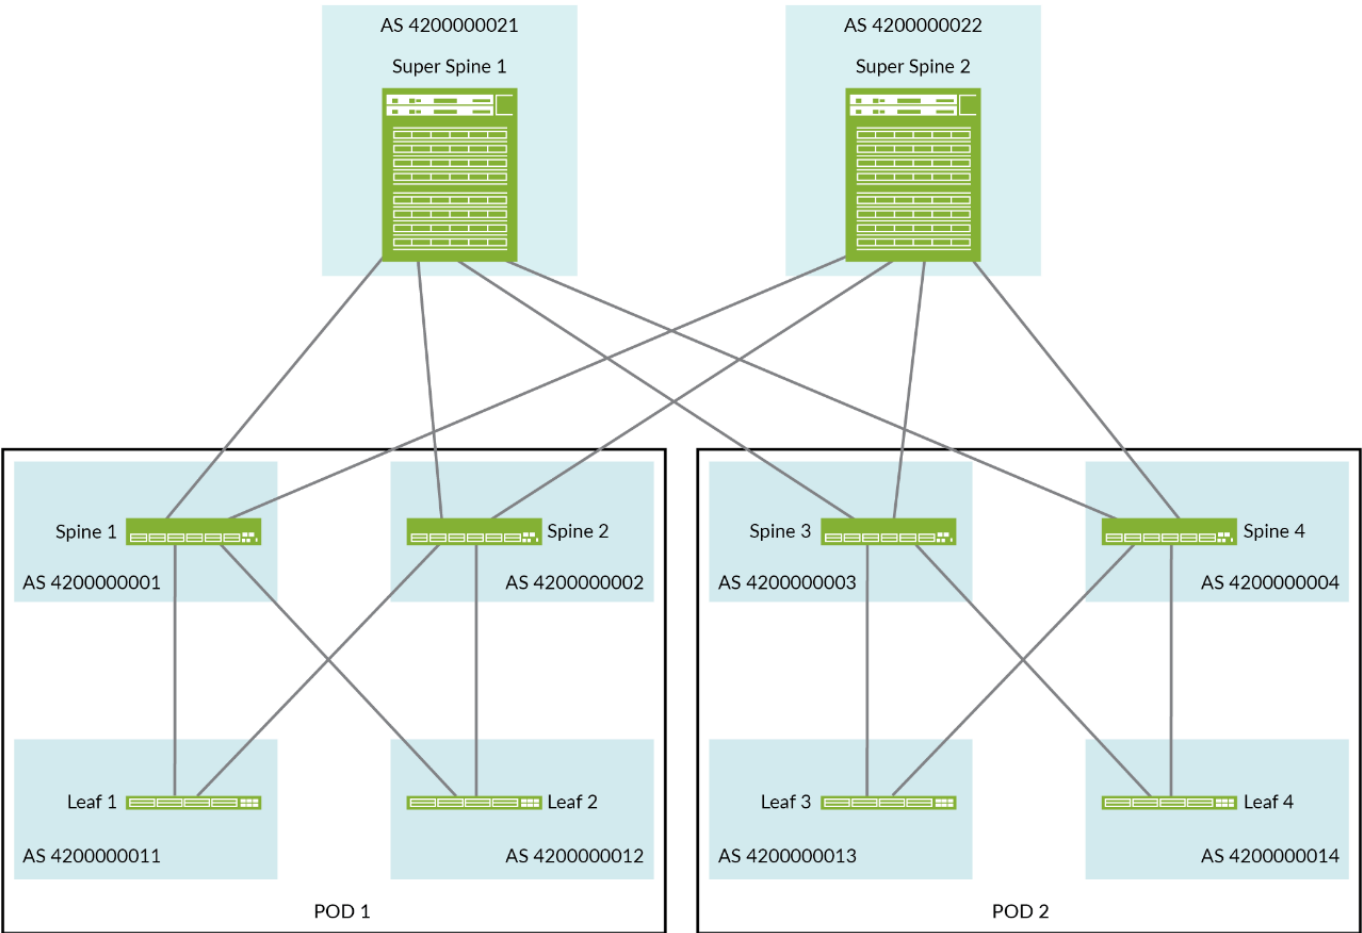 AS 4200000021
AS 4200000022
Super Spine 1
Super Spine 2
Spine 1
Spine 2
Spine 3
Spine 4
AS 4200000001
AS 4200000002
AS 4200000003
AS 4200000004
Leaf 1
Leaf 2
Leaf 3
Leaf 4
AS 4200000011
AS 4200000012
AS 4200000013
AS 4200000014
POD 1
POD 2